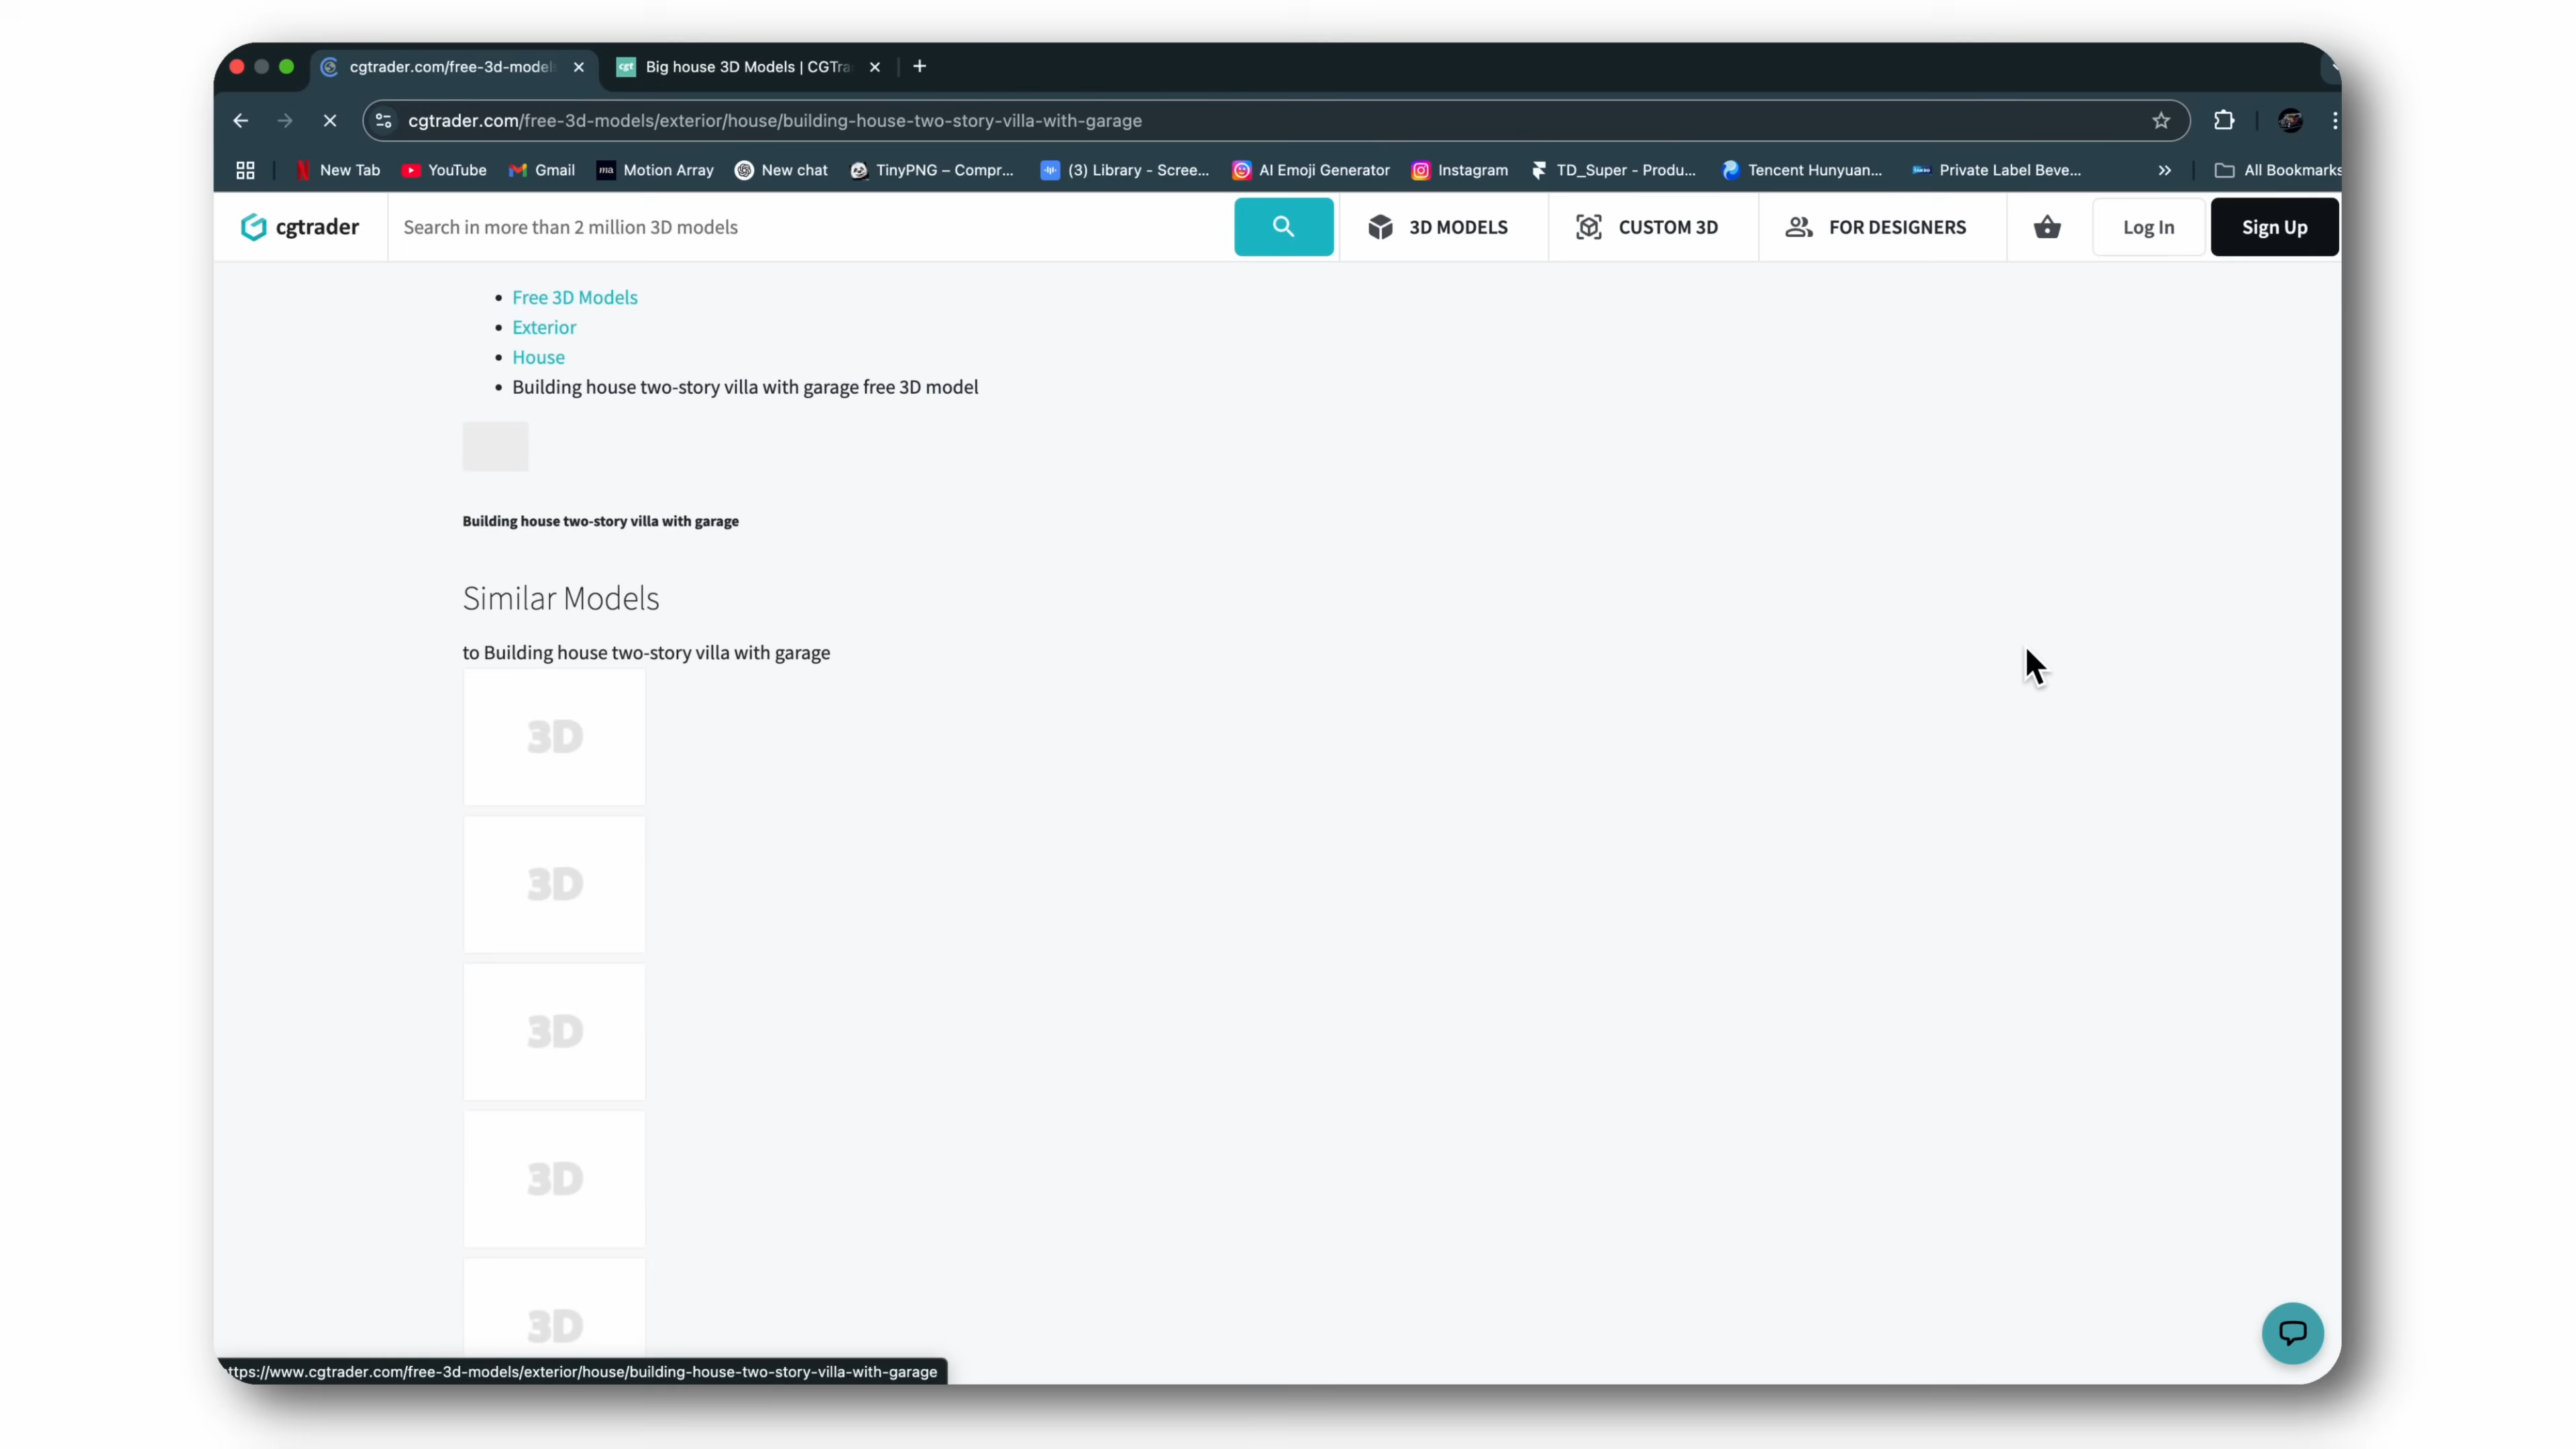 cgtrader.com/free-3d-model
cgt
Big house 3D Models | CGTra
cgtrader.com/free-3d-models/exterior/house/building-house-two-story-villa-with-garage
New Tab
YouTube
Gmail
ma
Motion Array
New chat
TinyPNG – Compr...
(3) Library - Scree...
AI Emoji Generator
Instagram
TD_Super - Produ...
Tencent Hunyuan...
Private Label Beve...
All Bookmarks
cgtrader
Search in more than 2 million 3D models
3D MODELS
CUSTOM 3D
FOR DESIGNERS
Log In
Sign Up
Free 3D Models
Exterior
House
Building house two-story villa with garage free 3D model
Building house two-story villa with garage
Similar Models
to Building house two-story villa with garage
3D
3D
3D
3D
3D
ttps://www.cgtrader.com/free-3d-models/exterior/house/building-house-two-story-villa-with-garage